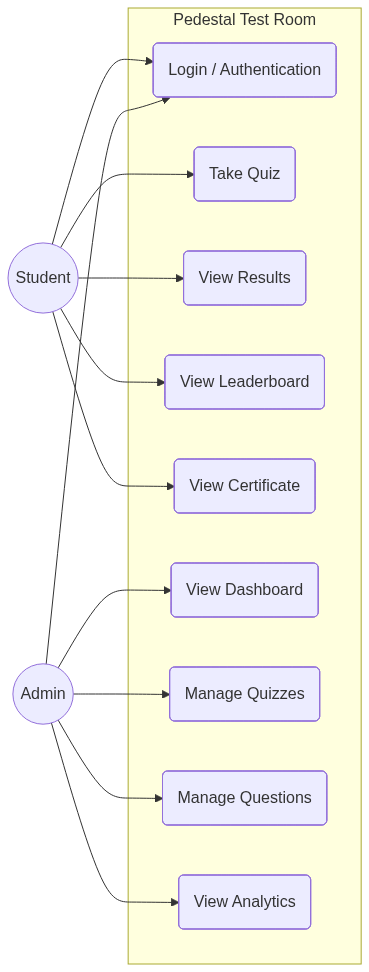 Pedestal Test Room
Login / Authentication
Take Quiz
Student
View Results
View Leaderboard
View Certificate
View Dashboard
Admin
Manage Quizzes
Manage Questions
View Analytics